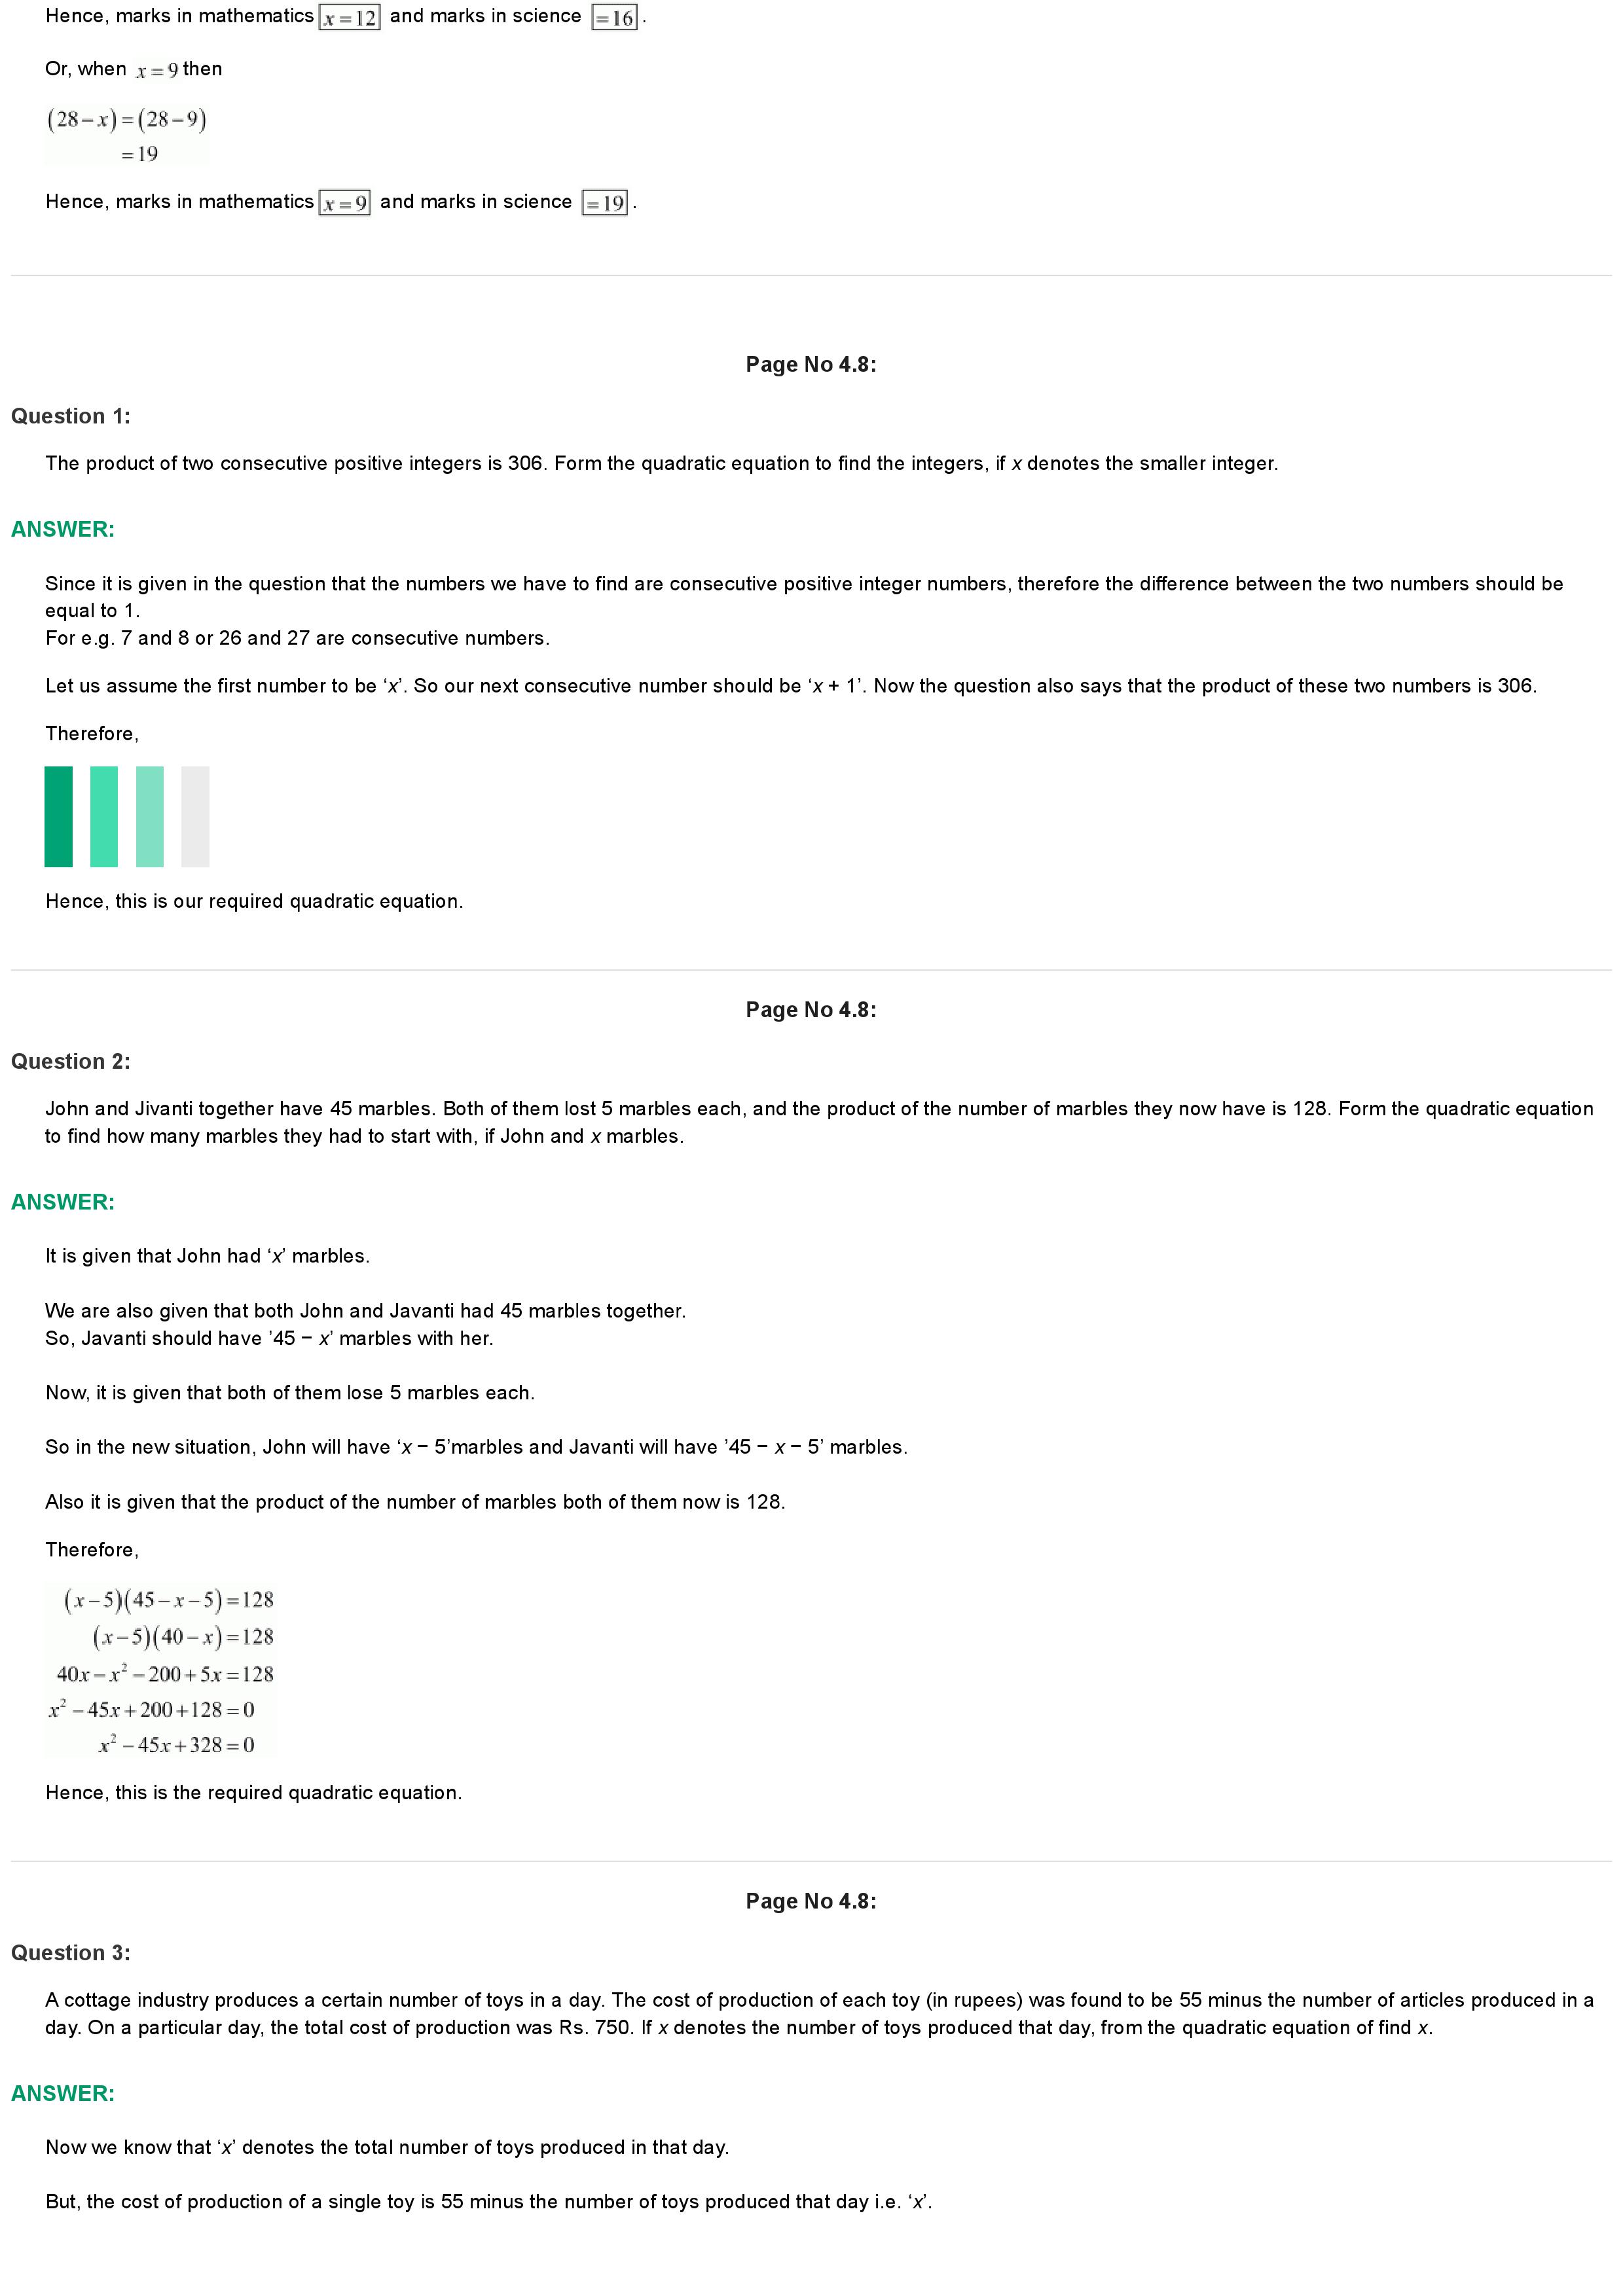 Hence, marks in mathematics x = 12 and marks in science = 16 .
Or, when x = 9 then
(28 − x) = (28 − 9)
= 19
Hence, marks in mathematics x = 9 and marks in science = 19 .
Page No 4.8:
Question 1:
The product of two consecutive positive integers is 306. Form the quadratic equation to find the integers, if x denotes the smaller integer.
ANSWER:
Since it is given in the question that the numbers we have to find are consecutive positive integer numbers, therefore the difference between the two numbers should be
equal to 1.
For e.g. 7 and 8 or 26 and 27 are consecutive numbers.
Let us assume the first number to be ‘x’. So our next consecutive number should be ‘x + 1’. Now the question also says that the product of these two numbers is 306.
Therefore,
Hence, this is our required quadratic equation.
Page No 4.8:
Question 2:
John and Jivanti together have 45 marbles. Both of them lost 5 marbles each, and the product of the number of marbles they now have is 128. Form the quadratic equation
to find how many marbles they had to start with, if John and x marbles.
ANSWER:
It is given that John had ‘x’ marbles.
We are also given that both John and Javanti had 45 marbles together.
So, Javanti should have ’45 − x’ marbles with her.
Now, it is given that both of them lose 5 marbles each.
So in the new situation, John will have ‘x − 5’marbles and Javanti will have ’45 − x − 5’ marbles.
Also it is given that the product of the number of marbles both of them now is 128.
Therefore,
(x − 5)(45 − x − 5) = 128
(x − 5)(40 − x) = 128
40x − x² − 200 + 5x = 128
x² − 45x + 200 + 128 = 0
x² − 45x + 328 = 0
Hence, this is the required quadratic equation.
Page No 4.8:
Question 3:
A cottage industry produces a certain number of toys in a day. The cost of production of each toy (in rupees) was found to be 55 minus the number of articles produced in a
day. On a particular day, the total cost of production was Rs. 750. If x denotes the number of toys produced that day, from the quadratic equation of find x.
ANSWER:
Now we know that ‘x’ denotes the total number of toys produced in that day.
But, the cost of production of a single toy is 55 minus the number of toys produced that day i.e. ‘x’.